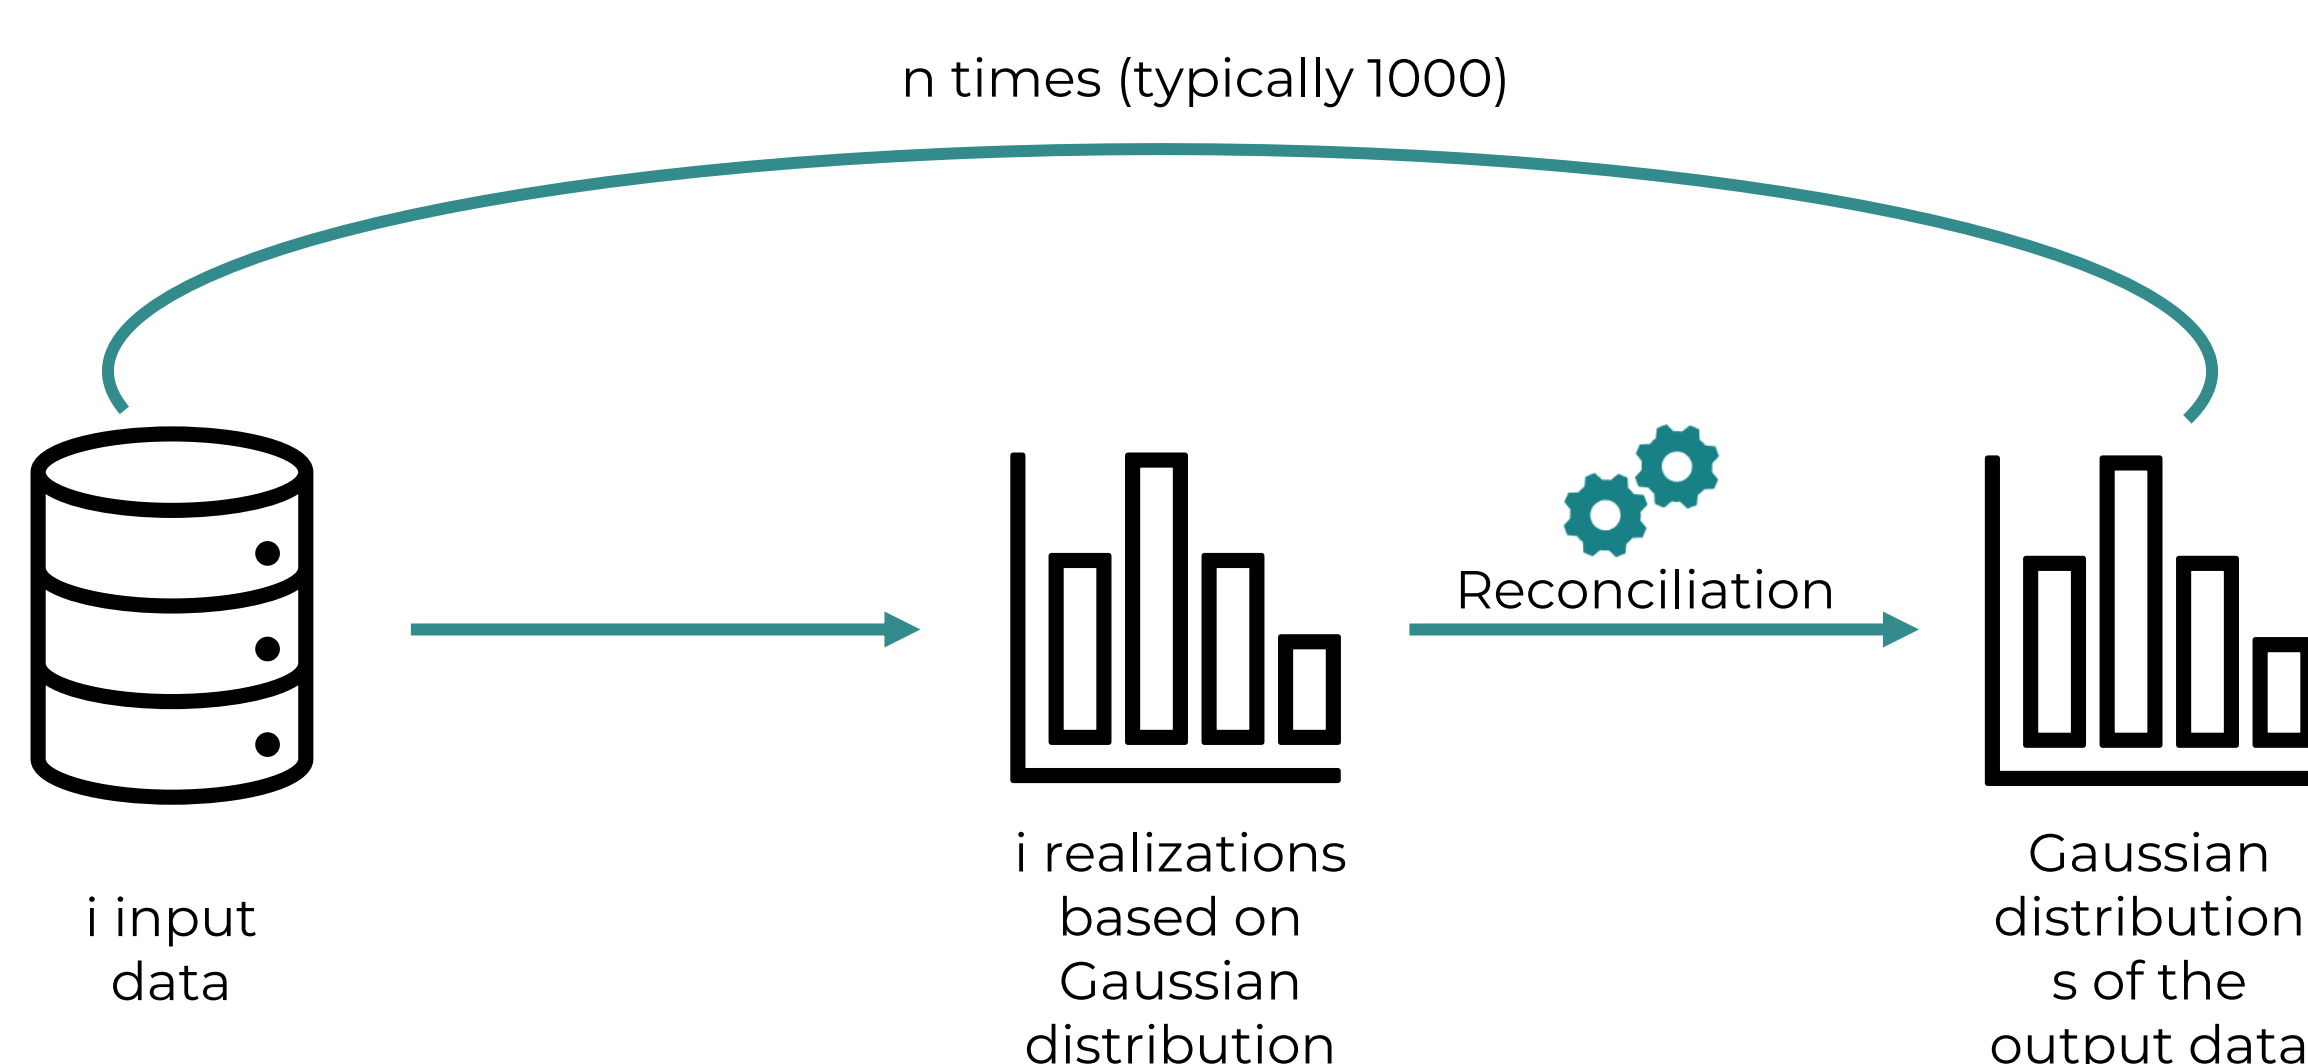 n times (typically 1000)
Reconciliation
i input
data
i realizations
based on
Gaussian
distribution
Gaussian
distribution
s of the
output data